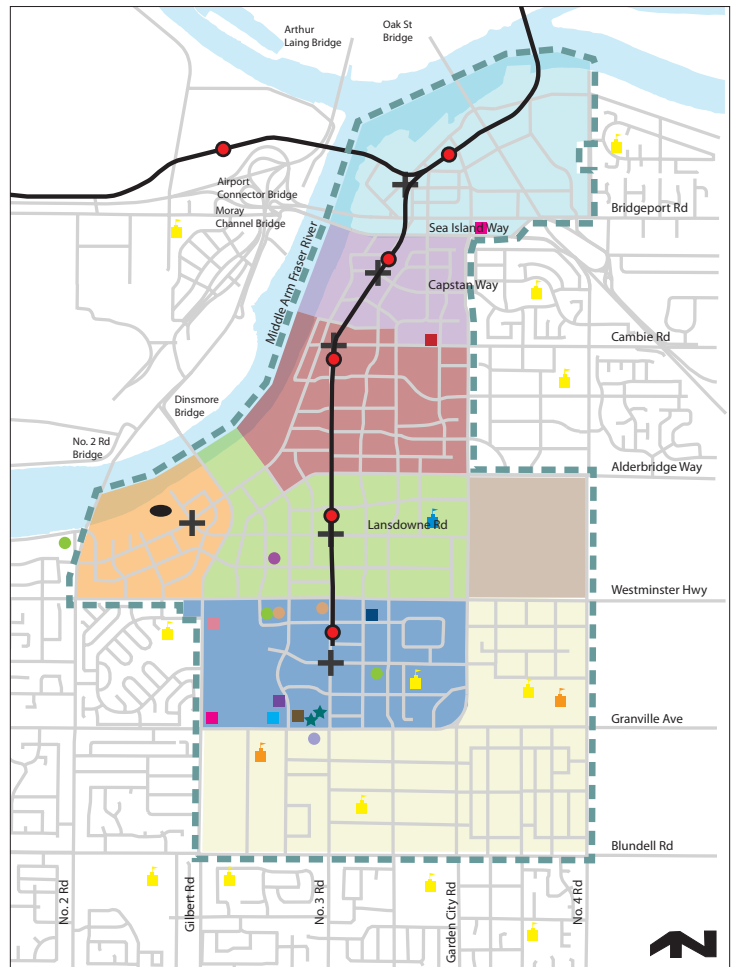 Arthur
Laing Bridge
Oak St
Bridge
Airport
Connector Bridge
Moray
Channel Bridge
Bridgeport Rd
Sea Island Way
Middle Arm Fraser River
Capstan Way
Cambie Rd
Dinsmore
Bridge
No. 2 Rd
Bridge
Alderbridge Way
Lansdowne Rd
Westminster Hwy
Granville Ave
Blundell Rd
No. 2 Rd
Gilbert Rd
No. 3 Rd
Garden City Rd
No. 4 Rd
N